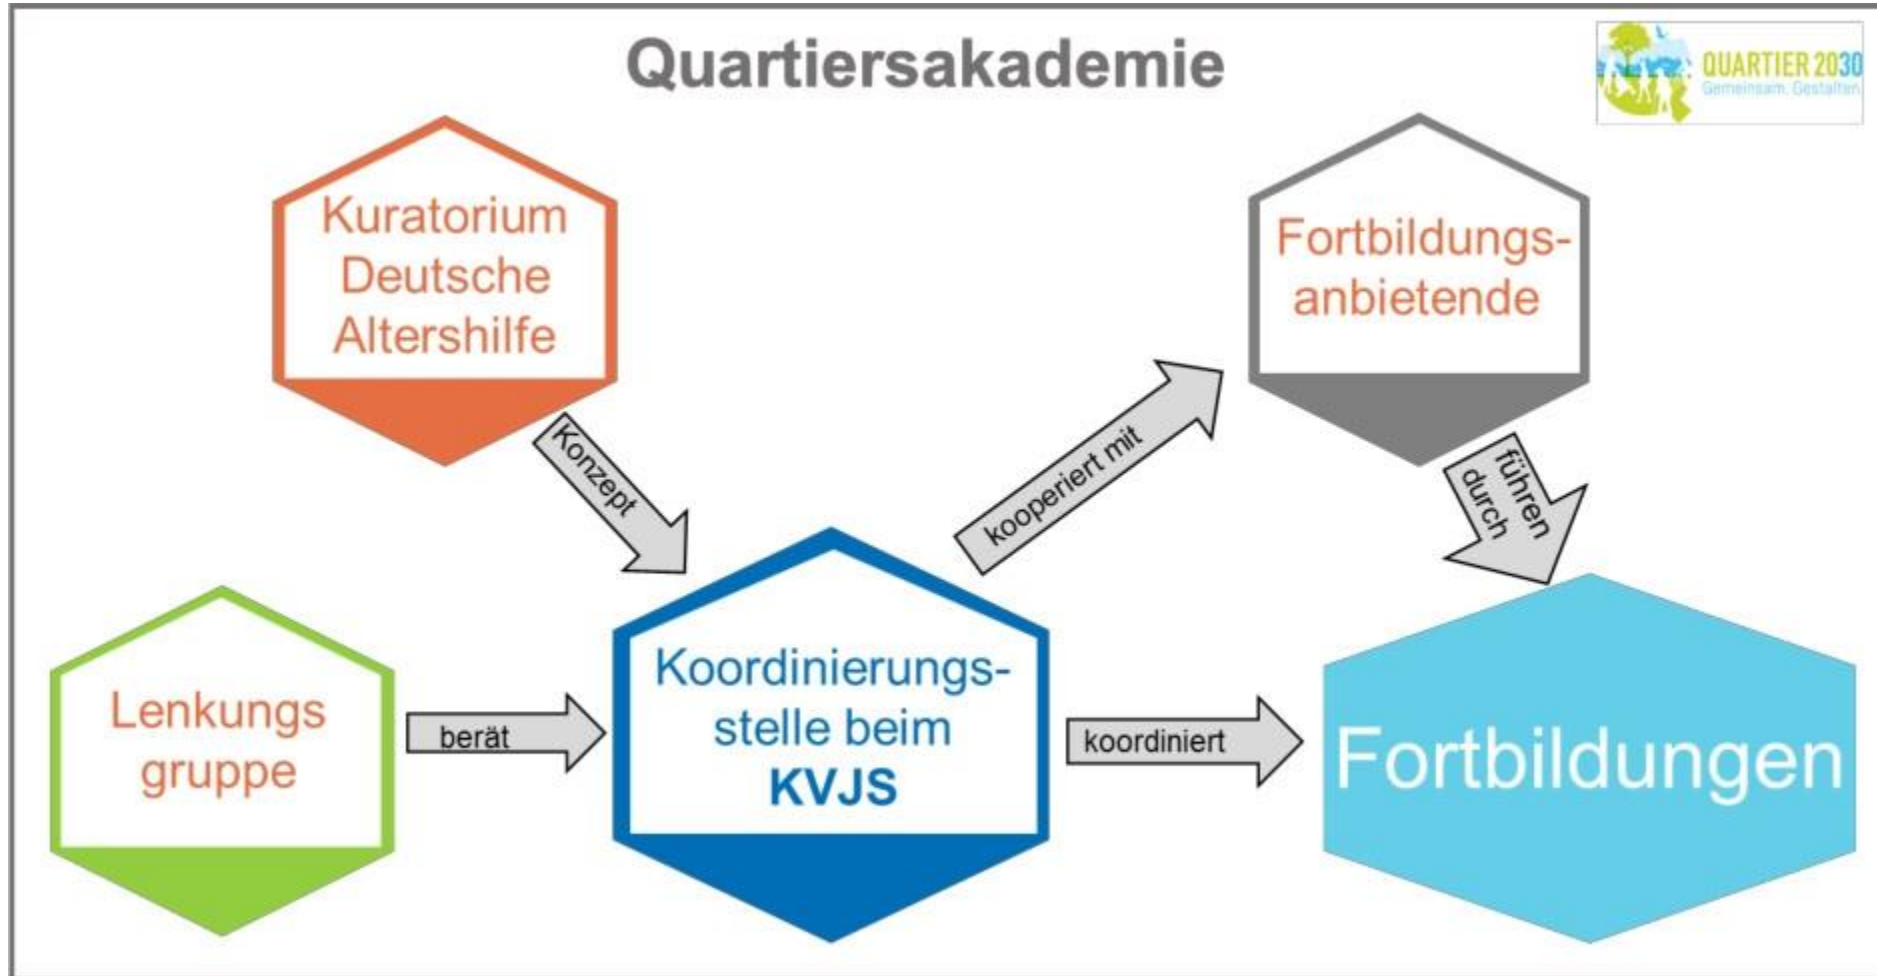 Quartiersakademie
QUARTIER 2030
Gemeinsam. Gestalten.
Kuratorium
Deutsche
Altershilfe
Fortbildungs-
anbietende
Konzept
kooperiert mit
führen
durch
Lenkungs
gruppe
berät
Koordinierungs-
stelle beim
KVJS
koordiniert
Fortbildungen